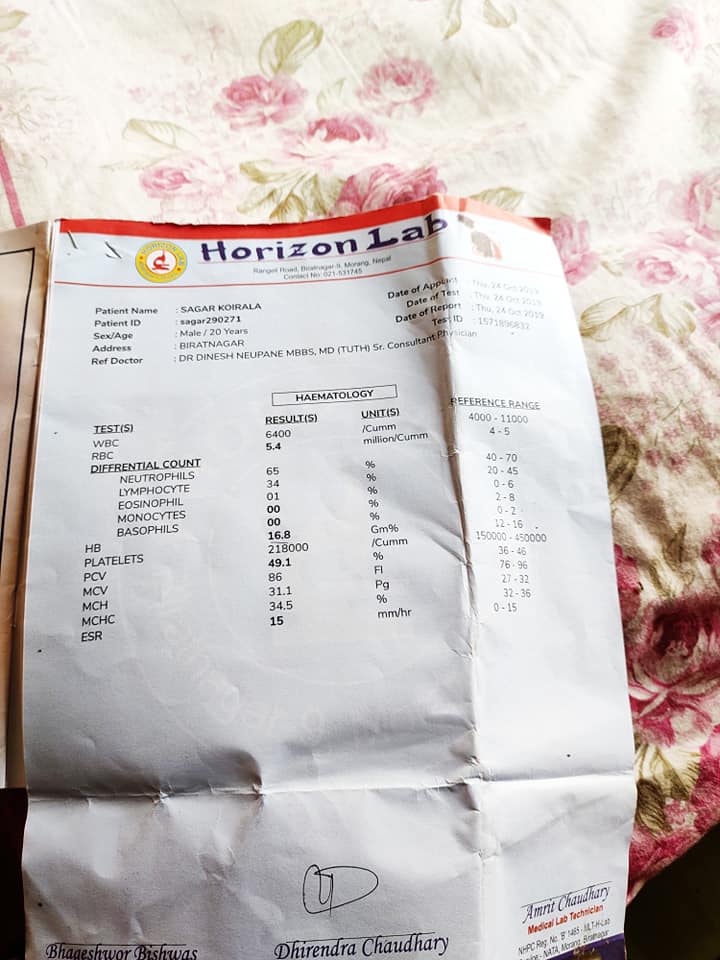 HORIZON LAB
Horizon Lab
Rangeli Road, Biratnagar-9, Morang, Nepal
Contact No: 021-531745
Patient Name : SAGAR KOIRALA
Patient ID : sagar290271
Sex/Age : Male / 20 Years
Address : BIRATNAGAR
Ref Doctor : DR DINESH NEUPANE MBBS, MD (TUTH) Sr. Consultant Physician
Date of Appoint : Thu, 24 Oct 2019
Date of Test : Thu, 24 Oct 2019
Date of Report : Thu, 24 Oct 2019
Test ID : 1571896832
HAEMATOLOGY
TEST(S) RESULT(S) UNIT(S) REFERENCE RANGE
WBC 6400 /Cumm 4000 - 11000
RBC 5.4 million/Cumm 4 - 5
DIFFRENTIAL COUNT
NEUTROPHILS 65 % 40 - 70
LYMPHOCYTE 34 % 20 - 45
EOSINOPHIL 01 % 0 - 6
MONOCYTES 00 % 2 - 8
BASOPHILS 00 % 0 - 2
HB 16.8 Gm% 12 - 16
PLATELETS 218000 /Cumm 150000 - 450000
PCV 49.1 % 36 - 46
MCV 86 Fl 76 - 96
MCH 31.1 Pg 27 - 32
MCHC 34.5 % 32 - 36
ESR 15 mm/hr 0 - 15
Bhageshwor Bishwas
Dhirendra Chaudhary
Amrit Chaudhary
Medical Lab Technician
NHPC Reg. No. 'B' 1465 - MLT-H-Lab
NATA, Morang, Biratnagar